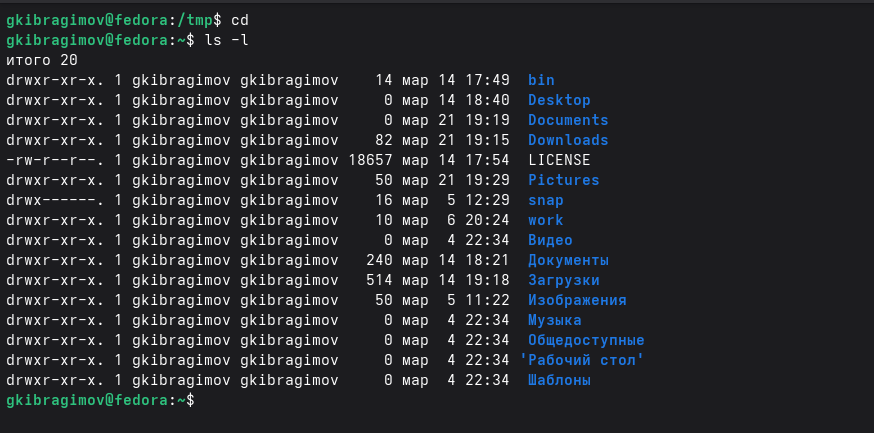 gkibragimov@fedora:/tmp$ cd
gkibragimov@fedora:~$ ls -l
итого 20
drwxr-xr-x. 1 gkibragimov gkibragimov    14 мар 14 17:49  bin
drwxr-xr-x. 1 gkibragimov gkibragimov     0 мар 14 18:40  Desktop
drwxr-xr-x. 1 gkibragimov gkibragimov     0 мар 21 19:19  Documents
drwxr-xr-x. 1 gkibragimov gkibragimov    82 мар 21 19:15  Downloads
-rw-r--r--. 1 gkibragimov gkibragimov 18657 мар 14 17:54  LICENSE
drwxr-xr-x. 1 gkibragimov gkibragimov    50 мар 21 19:29  Pictures
drwx------. 1 gkibragimov gkibragimov    16 мар  5 12:29  snap
drwxr-xr-x. 1 gkibragimov gkibragimov    10 мар  6 20:24  work
drwxr-xr-x. 1 gkibragimov gkibragimov     0 мар  4 22:34  Видео
drwxr-xr-x. 1 gkibragimov gkibragimov   240 мар 14 18:21  Документы
drwxr-xr-x. 1 gkibragimov gkibragimov   514 мар 14 19:18  Загрузки
drwxr-xr-x. 1 gkibragimov gkibragimov    50 мар  5 11:22  Изображения
drwxr-xr-x. 1 gkibragimov gkibragimov     0 мар  4 22:34  Музыка
drwxr-xr-x. 1 gkibragimov gkibragimov     0 мар  4 22:34  Общедоступные
drwxr-xr-x. 1 gkibragimov gkibragimov     0 мар  4 22:34 'Рабочий стол'
drwxr-xr-x. 1 gkibragimov gkibragimov     0 мар  4 22:34  Шаблоны
gkibragimov@fedora:~$